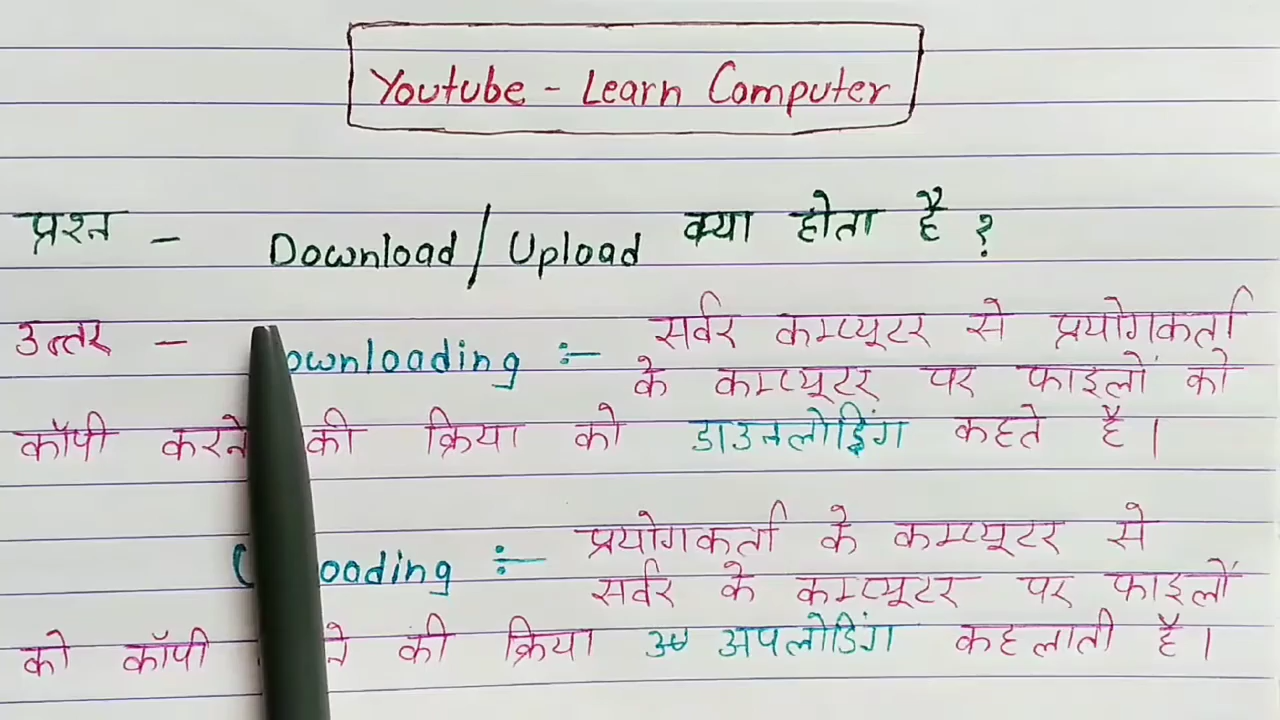 Youtube - Learn Computer
प्रश्न - Download/Upload क्या होता है ?
उत्तर - ownloading :- सर्वर कम्प्यूटर से प्रयोगकर्ता
के कम्प्यूटर पर फाइलों को
कॉपी करने की क्रिया को डाउनलोडिंग कहते है।
oading :- प्रयोगकर्ता के कम्प्यूटर से
सर्वर के कम्प्यूटर पर फाइलों
को कॉपी ने की क्रिया अपलोडिंग कहलाती है।